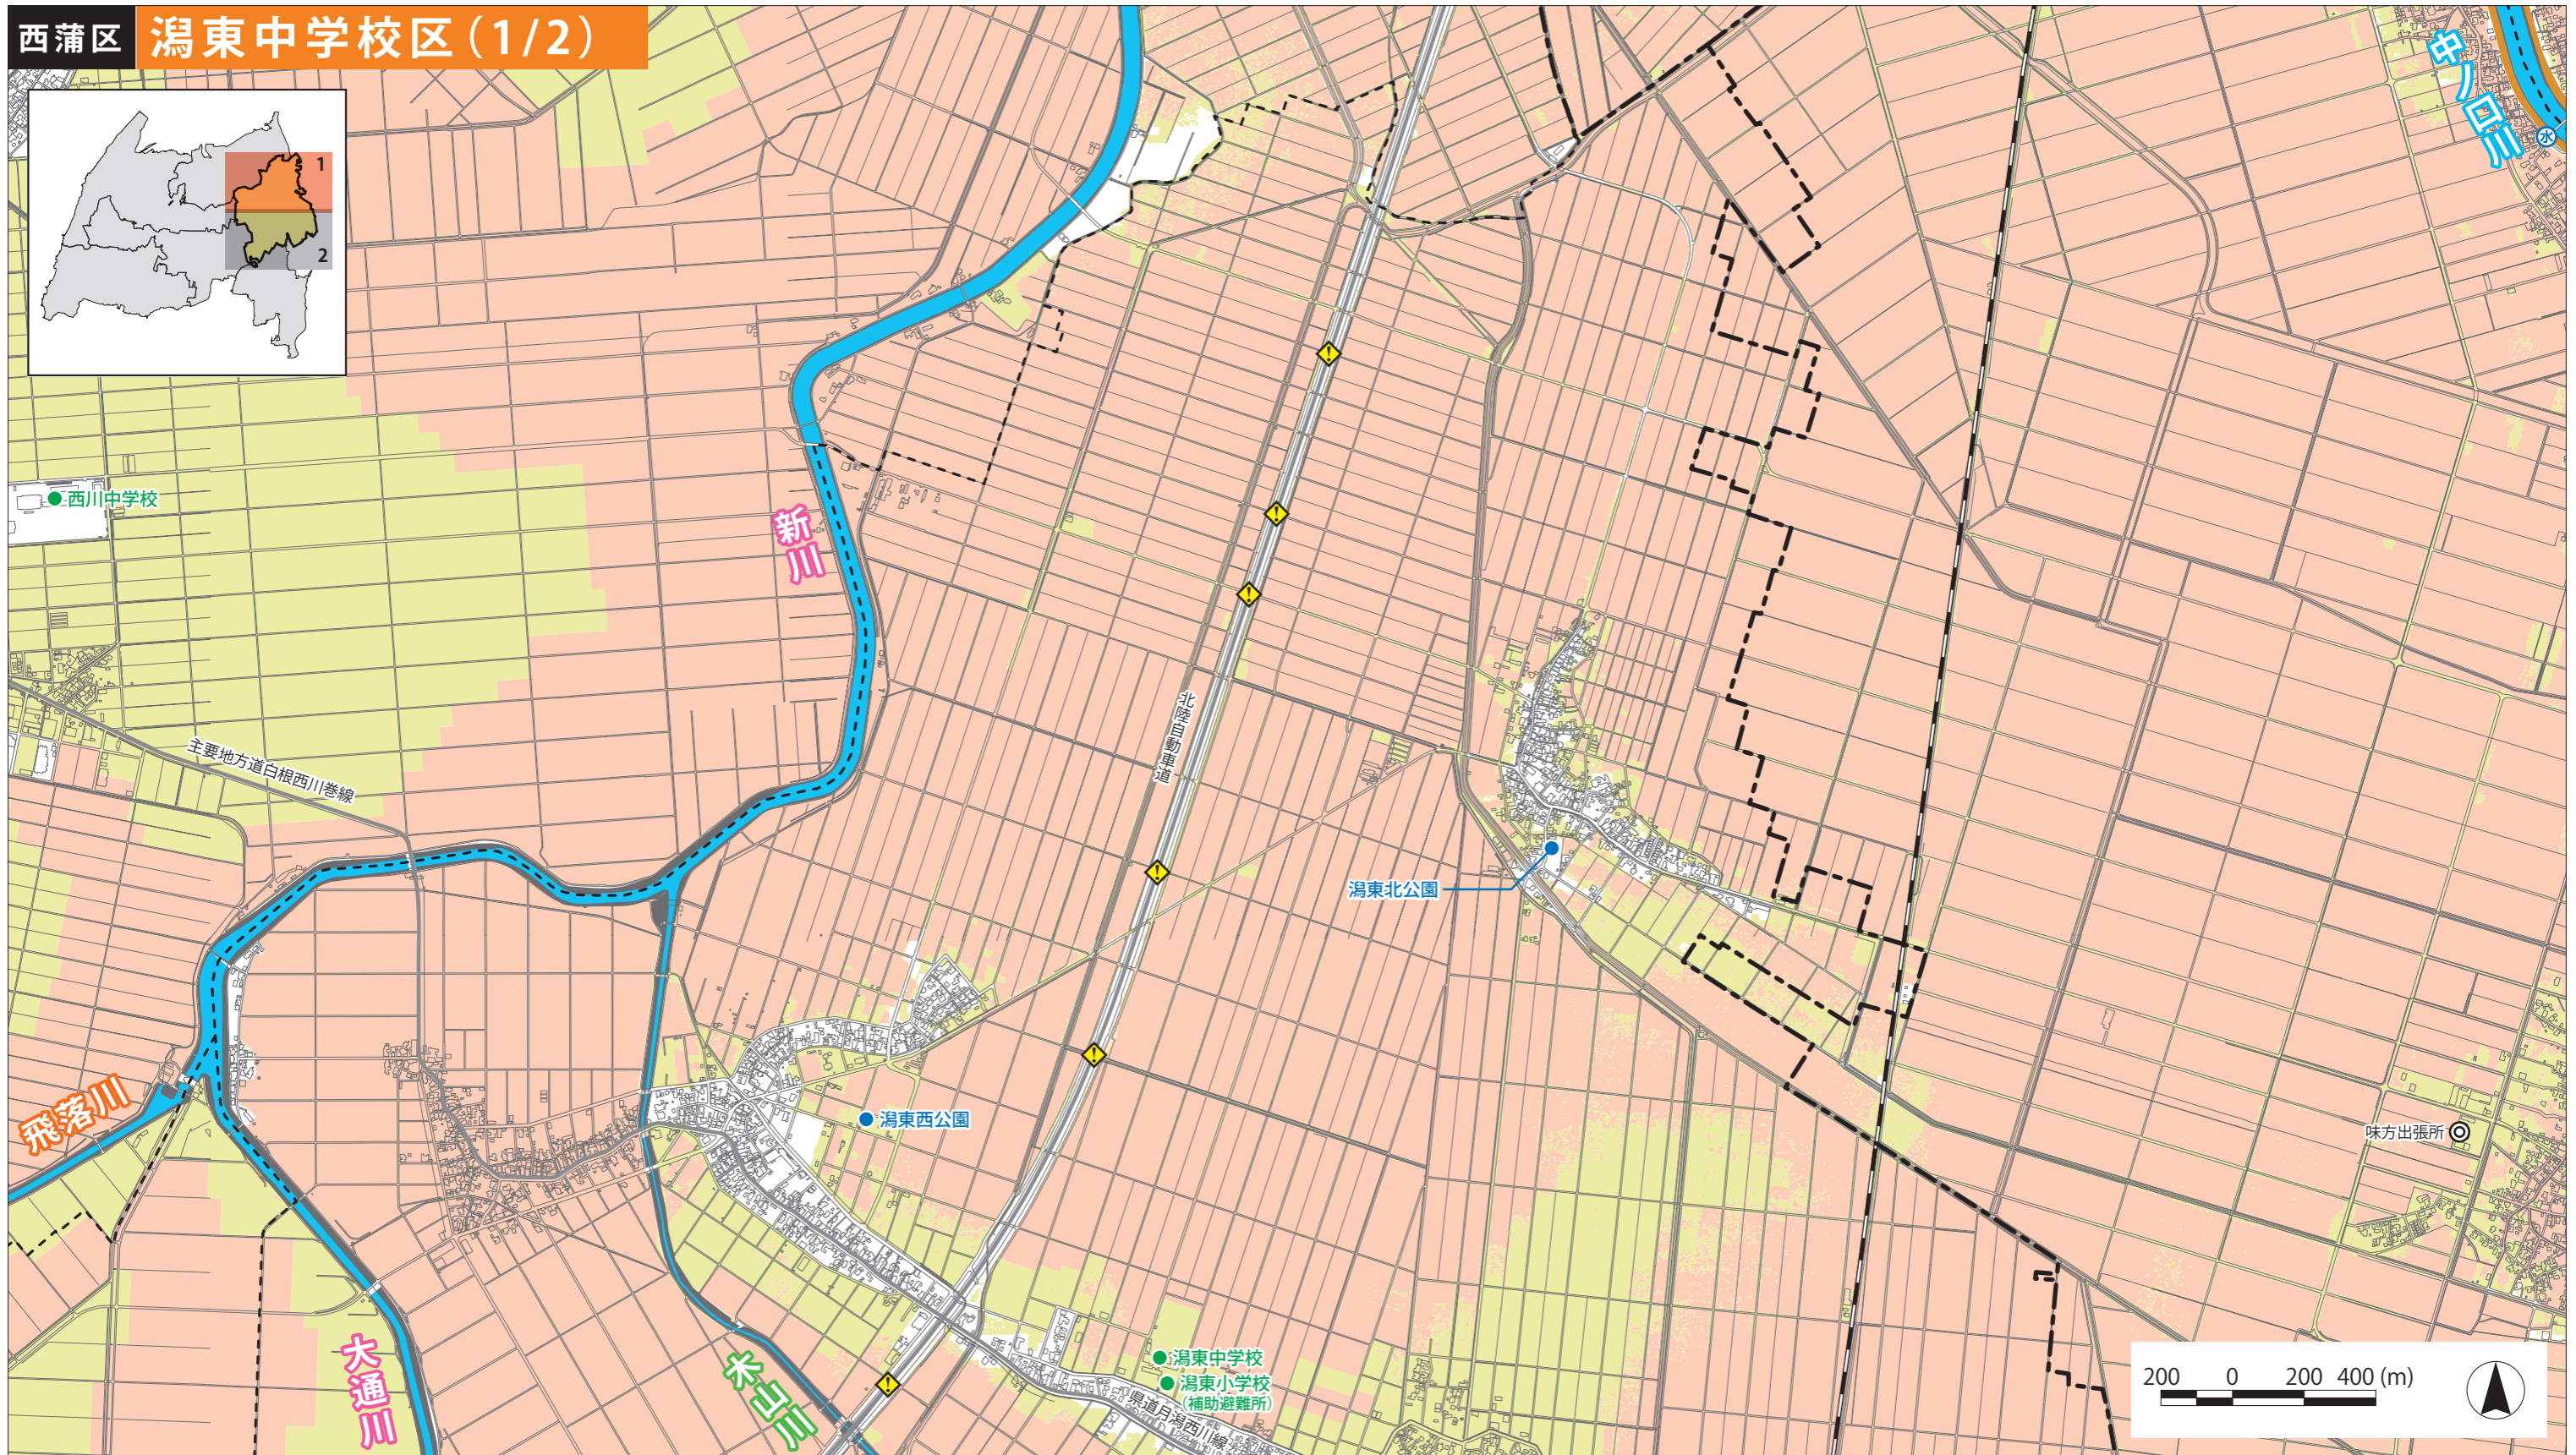 西蒲区 潟東中学校区(1/2)
1
2
中ノ口川
水
西川中学校
新川
北陸自動車道
主要地方道白根西川巻線
潟東北公園
飛落川
潟東西公園
味方出張所
大通川
木山川
潟東中学校
潟東小学校
(補助避難所)
県道月潟西川線
200 0 200 400 (m)